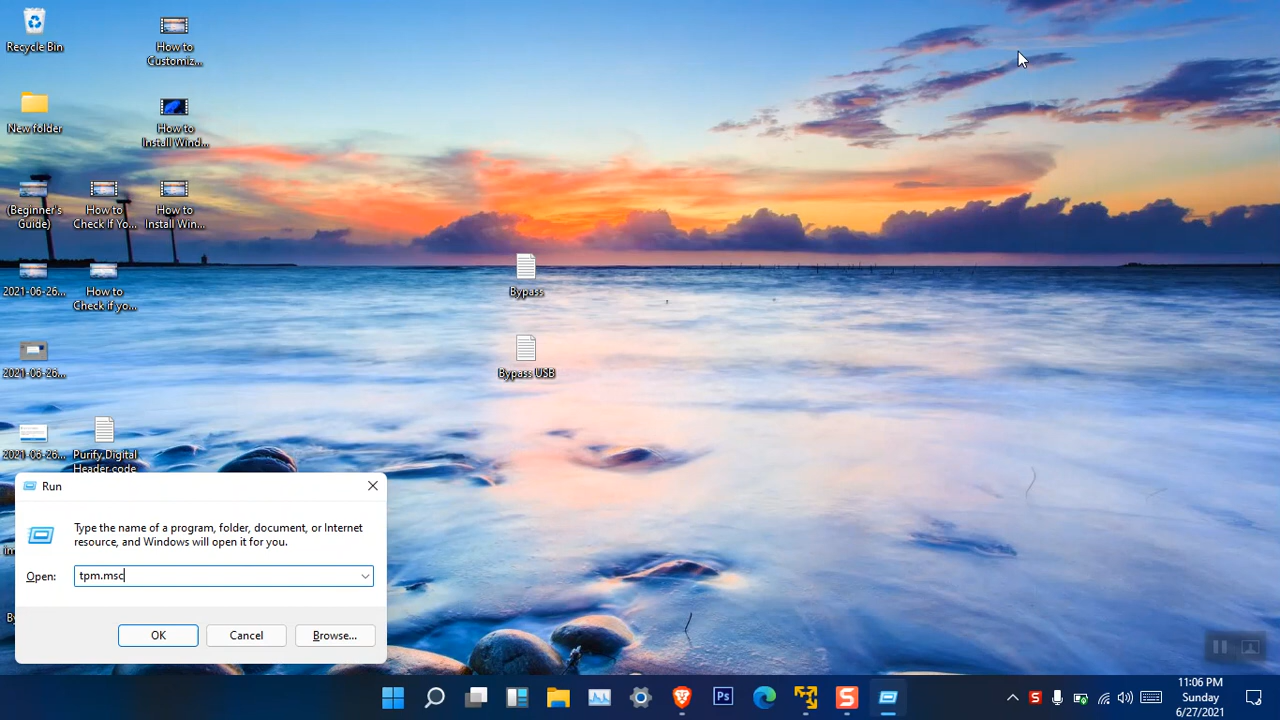 Recycle Bin
How to
Customiz...
New folder
How to
Install Wind...
(Beginner's
Guide)
How to
Check If Yo...
How to
Install Win...
2021-06-26...
How to
Check if yo...
Bypass
2021-06-26...
Bypass USB
2021-06-26...
Purify Digital
Header code
Run
Type the name of a program, folder, document, or Internet
resource, and Windows will open it for you.
Open:
tpm.msc
OK
Cancel
Browse...
Ps
S
S
11:06 PM
Sunday
6/27/2021